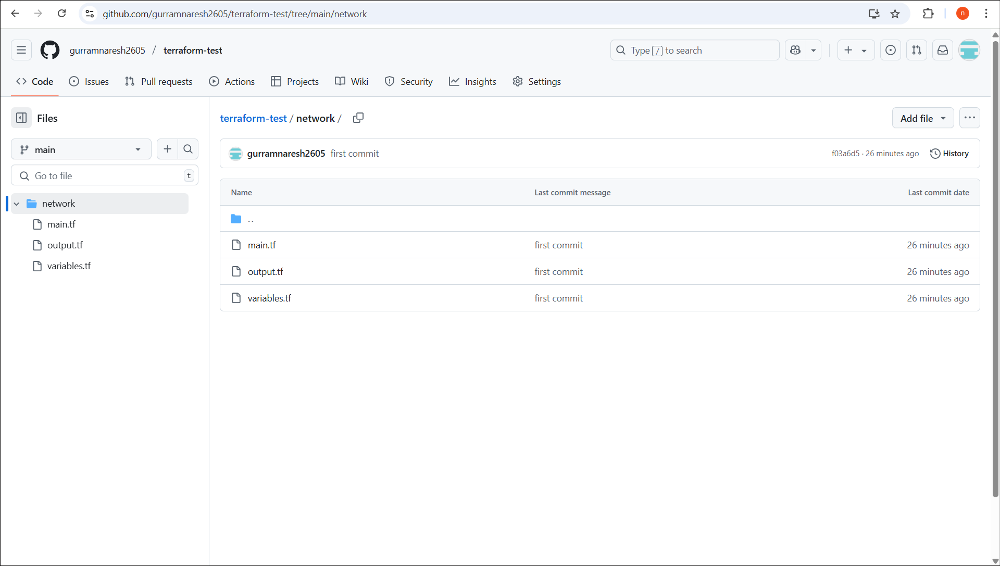 github.com/gurramnaresh2605/terraform-test/tree/main/network
n
gurramnaresh2605 / terraform-test
Type / to search
Code
Issues
Pull requests
Actions
Projects
Wiki
Security
Insights
Settings
Files
main
Go to file
t
network
main.tf
output.tf
variables.tf
terraform-test / network /
Add file
gurramnaresh2605 first commit
f03a6d5 · 26 minutes ago
History
Name Last commit message Last commit date
..
main.tf first commit 26 minutes ago
output.tf first commit 26 minutes ago
variables.tf first commit 26 minutes ago